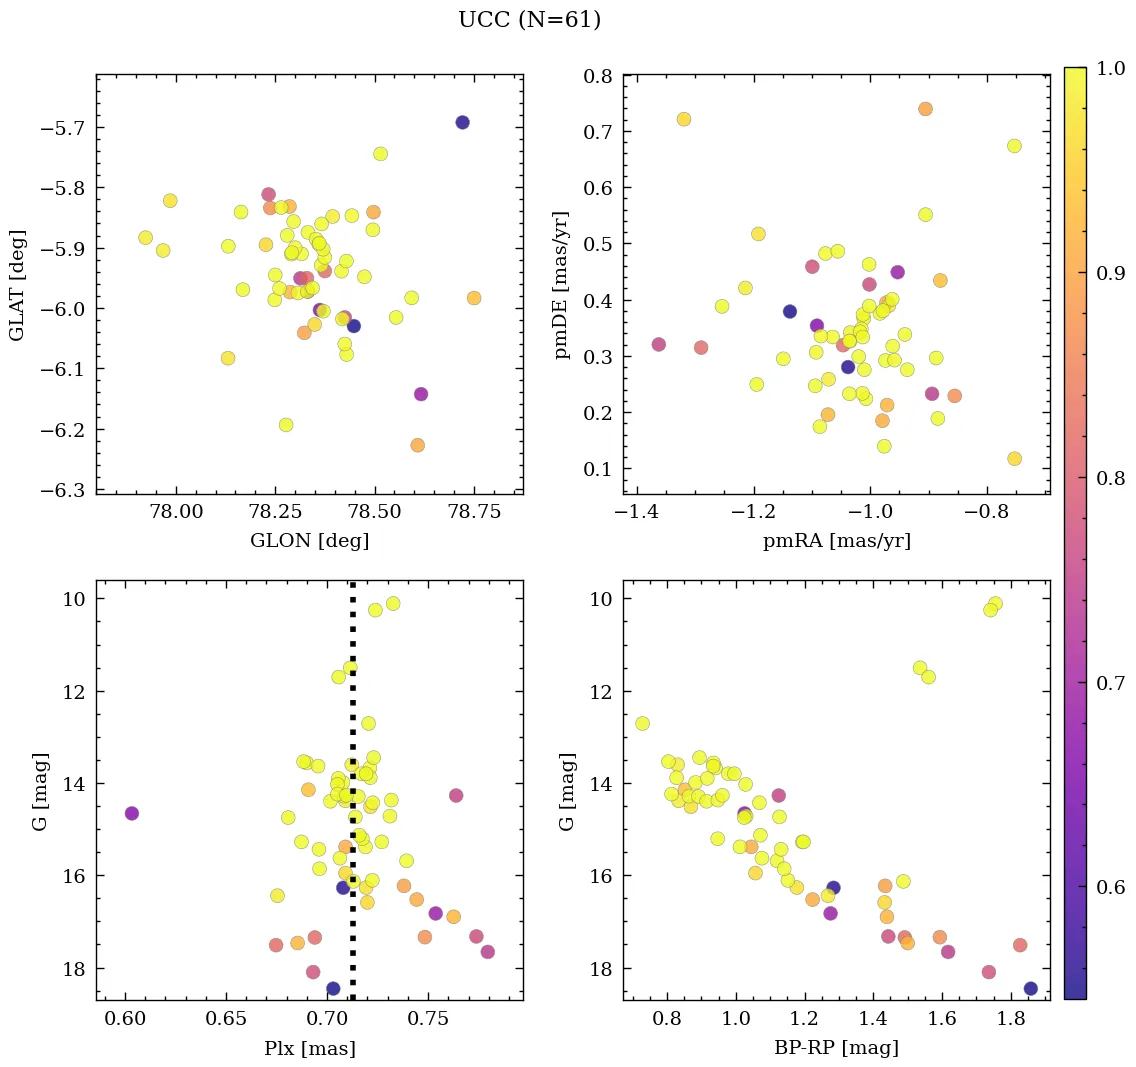 UCC (N=61)
−5.7
−5.8
−5.9
−6.0
−6.1
−6.2
−6.3
GLAT [deg]
78.00 78.25 78.50 78.75
GLON [deg]
0.8
0.7
0.6
0.5
0.4
0.3
0.2
0.1
pmDE [mas/yr]
−1.4 −1.2 −1.0 −0.8
pmRA [mas/yr]
10
12
14
16
18
G [mag]
0.60 0.65 0.70 0.75
Plx [mas]
10
12
14
16
18
G [mag]
0.8 1.0 1.2 1.4 1.6 1.8
BP-RP [mag]
1.0
0.9
0.8
0.7
0.6